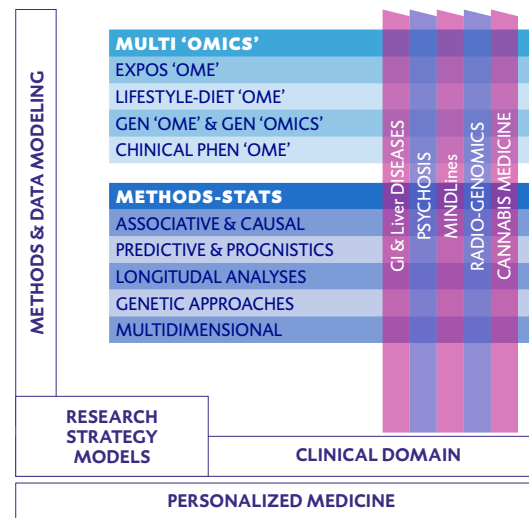 METHODS & DATA MODELING
MULTI ‘OMICS’
EXPOS ‘OME’
LIFESTYLE-DIET ‘OME’
GEN ‘OME’ & GEN ‘OMICS’
CHINICAL PHEN ‘OME’
METHODS-STATS
ASSOCIATIVE & CAUSAL
PREDICTIVE & PROGNISTICS
LONGITUDAL ANALYSES
GENETIC APPROACHES
MULTIDIMENSIONAL
GI & Liver DISEASES
PSYCHOSIS
MINDLines
RADIO-GENOMICS
CANNABIS MEDICINE
RESEARCH
STRATEGY
MODELS
CLINICAL DOMAIN
PERSONALIZED MEDICINE